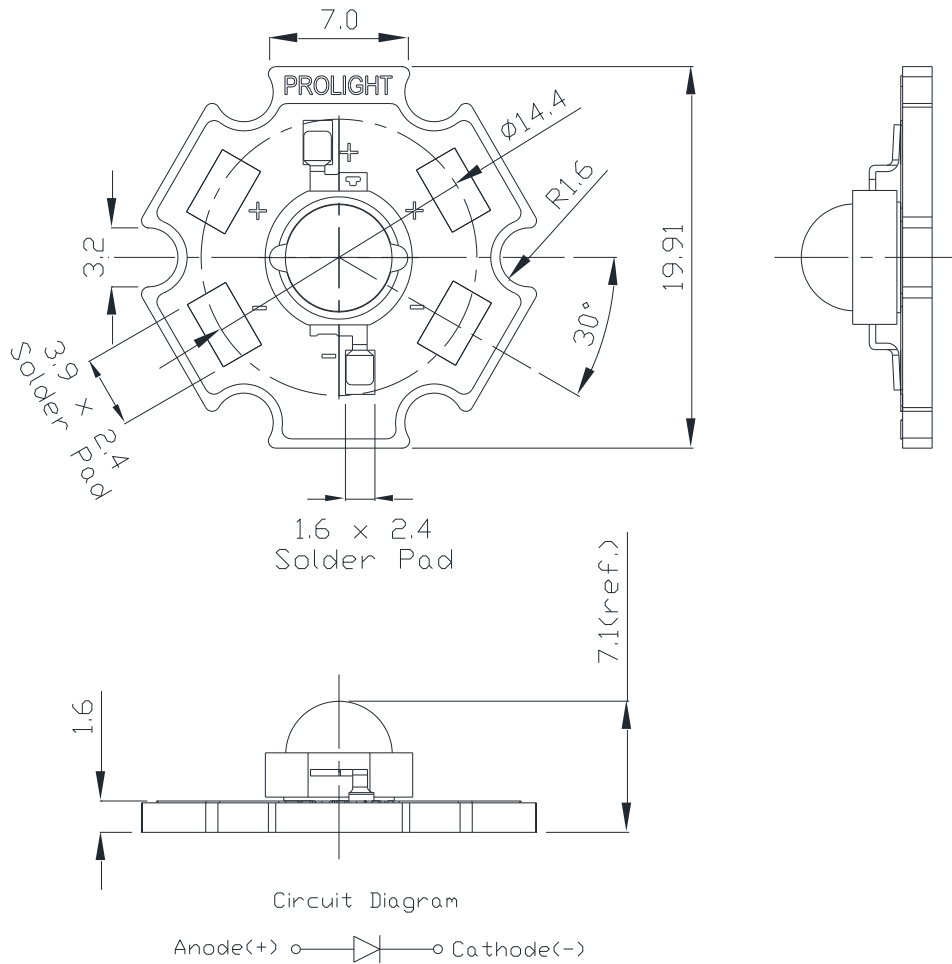 7.0
PROLIGHT
Ø14.4
R1.6
+
+
+
3.2
19.91
30°
-
-
-
3.9 x 2.4
Solder Pad
1.6 x 2.4
Solder Pad
7.1(ref.)
1.6
Circuit Diagram
Anode(+) Cathode(-)